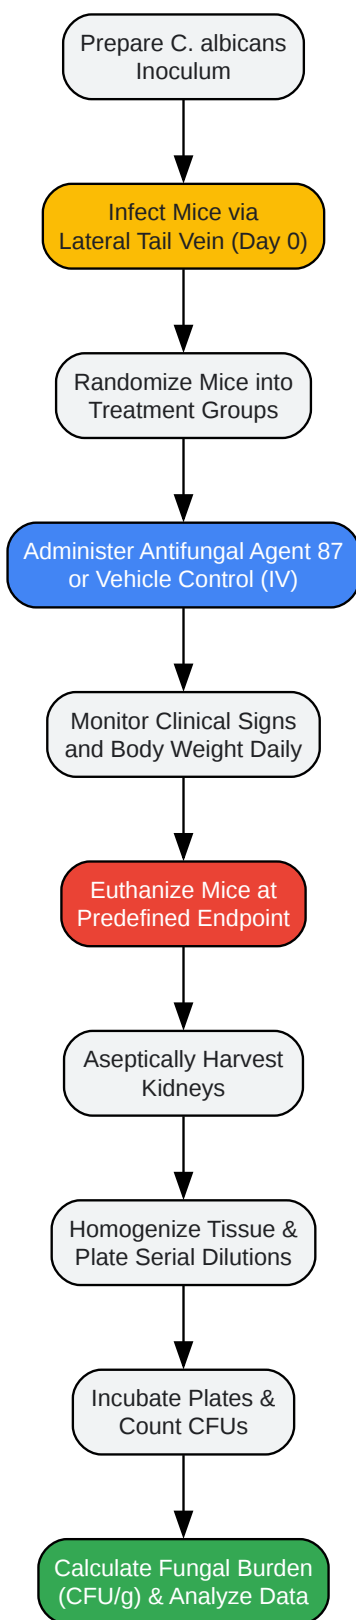 Prepare C. albicans
Inoculum
Infect Mice via
Lateral Tail Vein (Day 0)
Randomize Mice into
Treatment Groups
Administer Antifungal Agent 87
or Vehicle Control (IV)
Monitor Clinical Signs
and Body Weight Daily
Euthanize Mice at
Predefined Endpoint
Aseptically Harvest
Kidneys
Homogenize Tissue &
Plate Serial Dilutions
Incubate Plates &
Count CFUs
Calculate Fungal Burden
(CFU/g) & Analyze Data